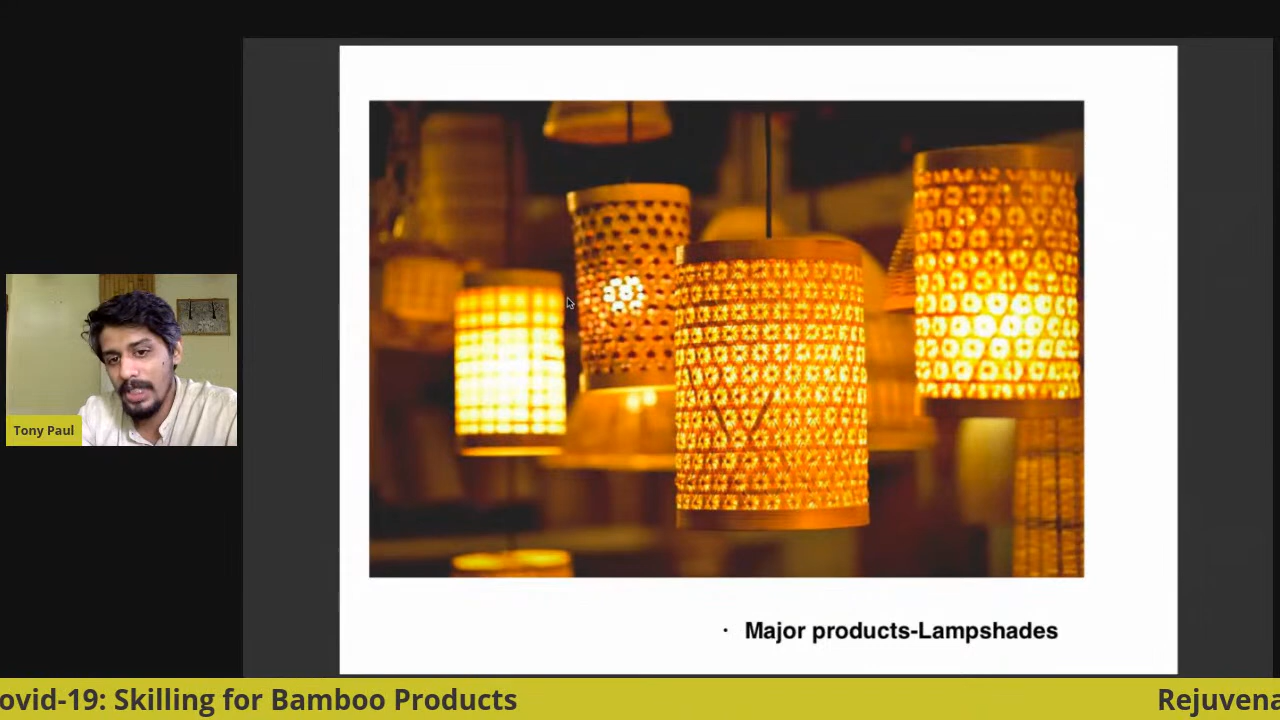 Tony Paul
Major products-Lampshades
ovid-19: Skilling for Bamboo Products
Rejuvena